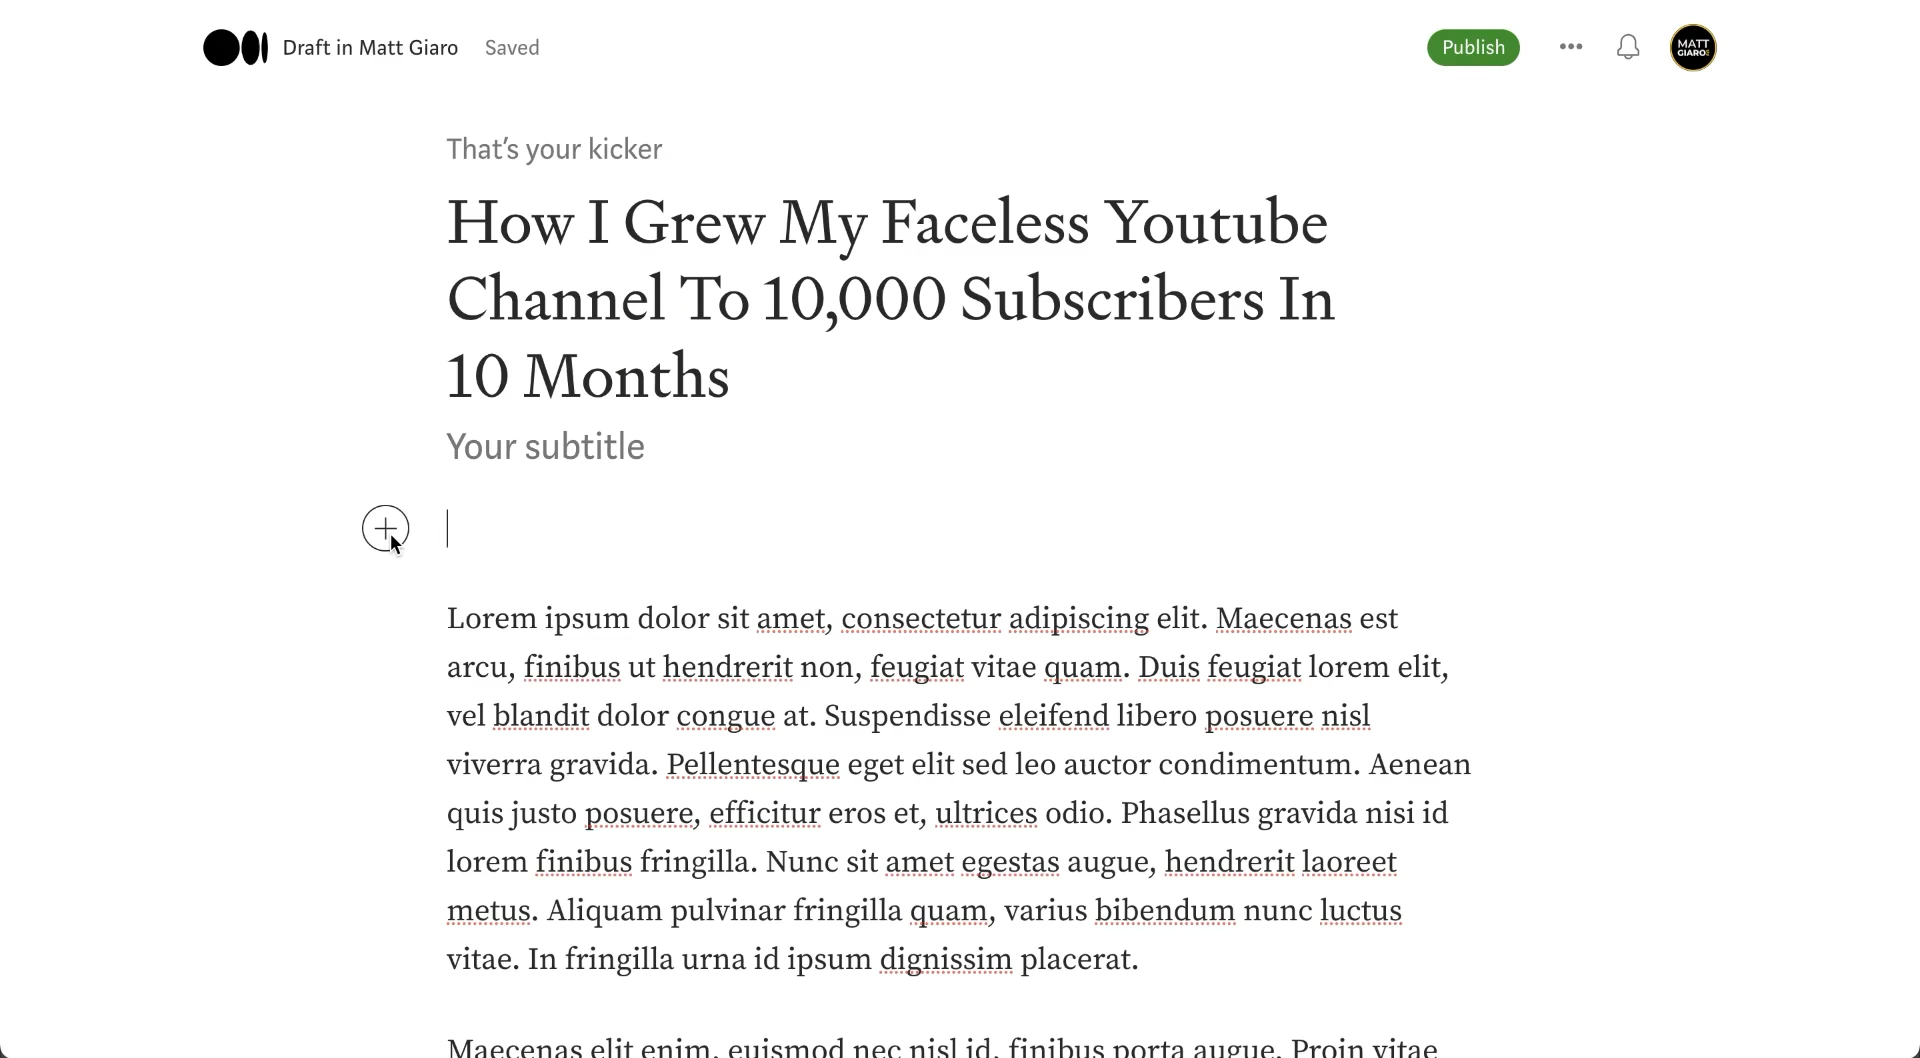 Draft in Matt Giaro Saved Publish MATT GIARO
That's your kicker
How I Grew My Faceless Youtube
Channel To 10,000 Subscribers In
10 Months
Your subtitle
Lorem ipsum dolor sit amet, consectetur adipiscing elit. Maecenas est
arcu, finibus ut hendrerit non, feugiat vitae quam. Duis feugiat lorem elit,
vel blandit dolor congue at. Suspendisse eleifend libero posuere nisl
viverra gravida. Pellentesque eget elit sed leo auctor condimentum. Aenean
quis justo posuere, efficitur eros et, ultrices odio. Phasellus gravida nisi id
lorem finibus fringilla. Nunc sit amet egestas augue, hendrerit laoreet
metus. Aliquam pulvinar fringilla quam, varius bibendum nunc luctus
vitae. In fringilla urna id ipsum dignissim placerat.
Maecenas elit enim, euismod nec nisl id, finibus porta augue. Proin vitae